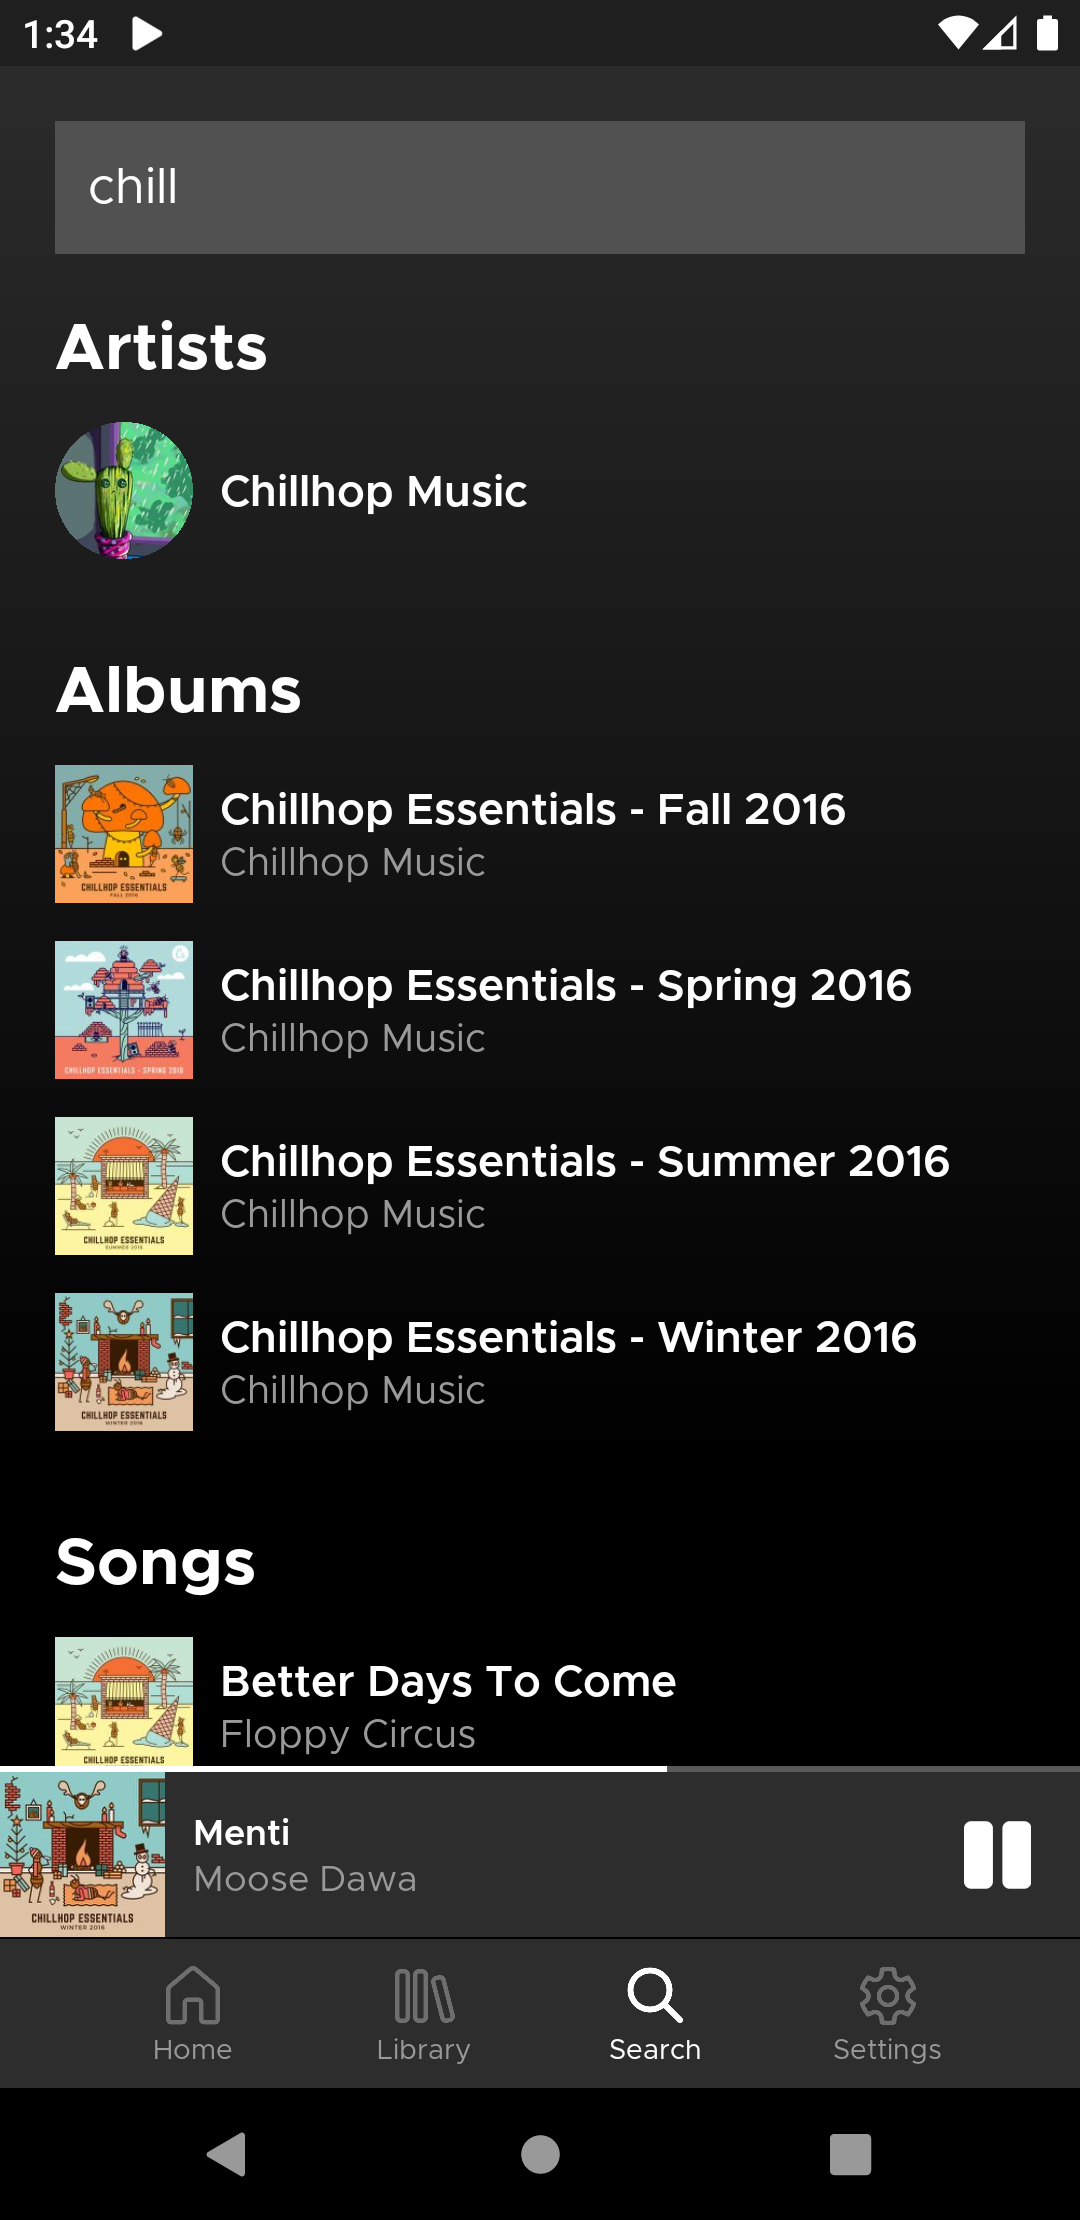 1:34
chill
Artists
Chillhop Music
Albums
CHILLHOP ESSENTIALS
FALL 2016
Chillhop Essentials - Fall 2016
Chillhop Music
CHILLHOP ESSENTIALS - SPRING 2016
Chillhop Essentials - Spring 2016
Chillhop Music
CHILLHOP ESSENTIALS
SUMMER 2016
Chillhop Essentials - Summer 2016
Chillhop Music
CHILLHOP ESSENTIALS
WINTER 2016
Chillhop Essentials - Winter 2016
Chillhop Music
Songs
CHILLHOP ESSENTIALS
Better Days To Come
Floppy Circus
CHILLHOP ESSENTIALS
WINTER 2016
Menti
Moose Dawa
Home
Library
Search
Settings